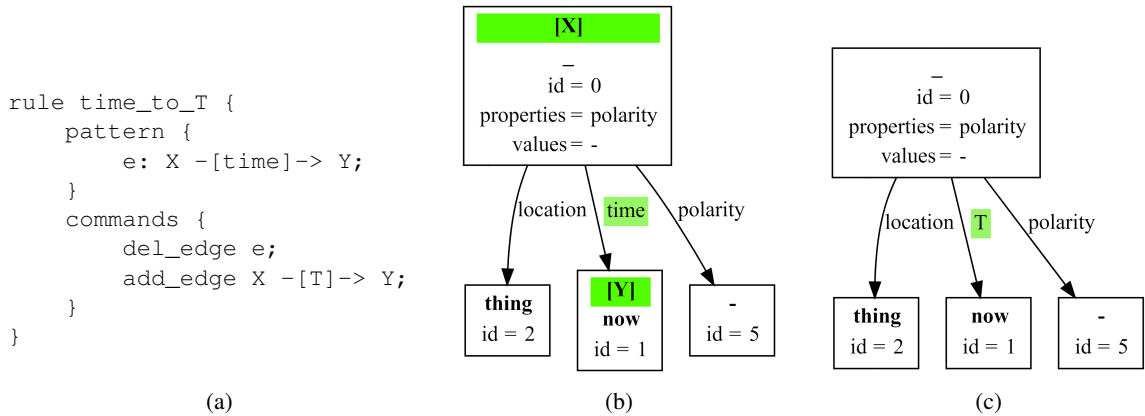 rule time_to_T {
pattern {
e: X -[time]-> Y;
}
commands {
del_edge e;
add_edge X -[T]-> Y;
}
}
(a)
[X]
_
id = 0
properties = polarity
values = -
location
time
polarity
thing
id = 2
[Y]
now
id = 1
-
id = 5
(b)
_
id = 0
properties = polarity
values = -
location
T
polarity
thing
id = 2
now
id = 1
-
id = 5
(c)